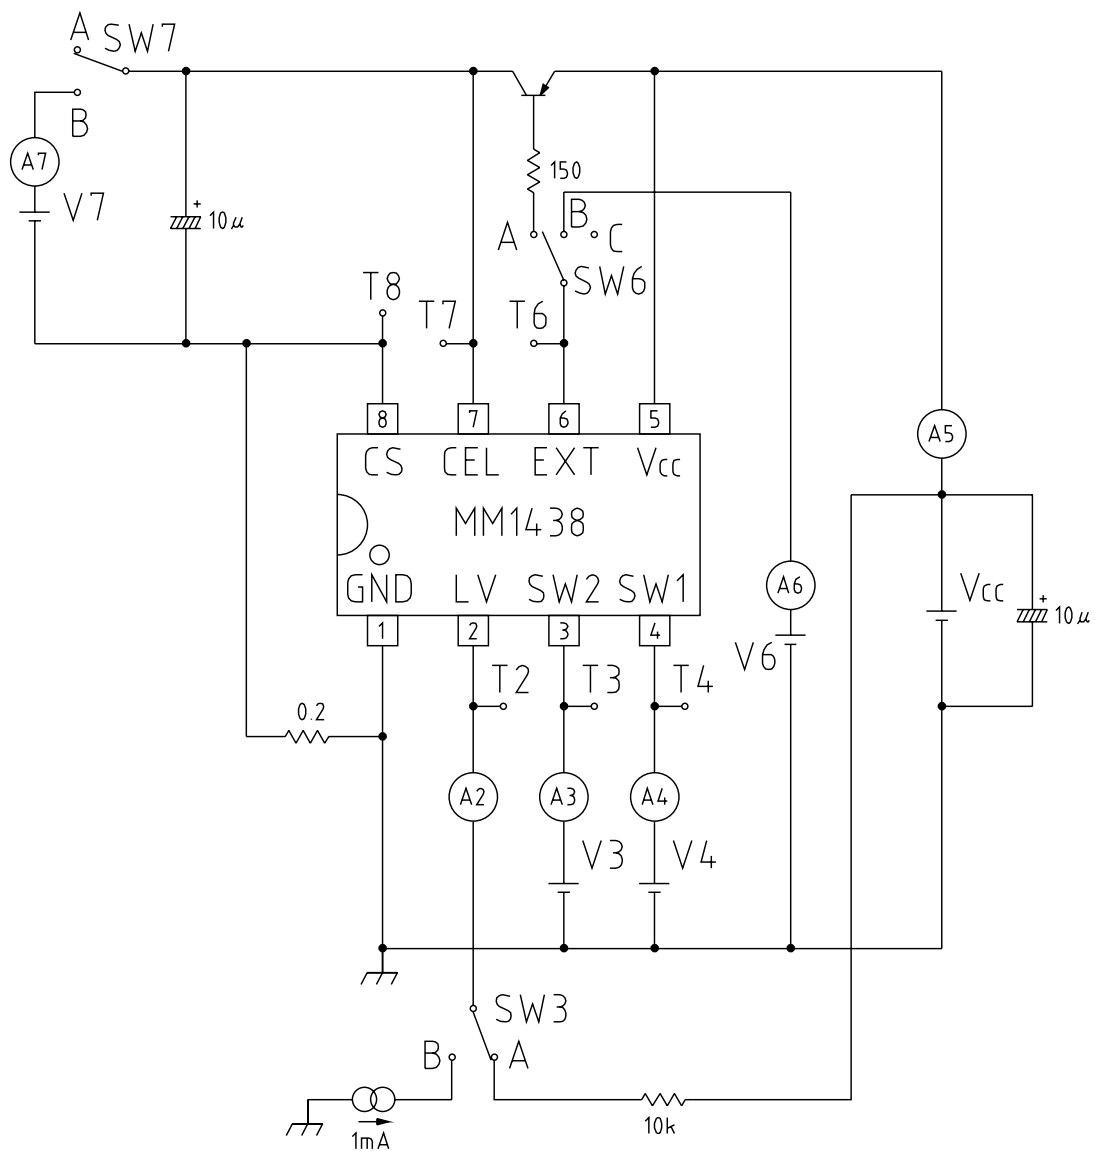 A SW7
B
A7
V7
+
10μ
150
A B C
SW6
T8
T7
T6
8 7 6 5
CS CEL EXT Vcc
MM1438
GND LV SW2 SW1
1 2 3 4
A5
A6
V6
Vcc
+
10μ
T2 T3 T4
0.2
A2 A3 A4
V3 V4
SW3
B A
1mA
10k